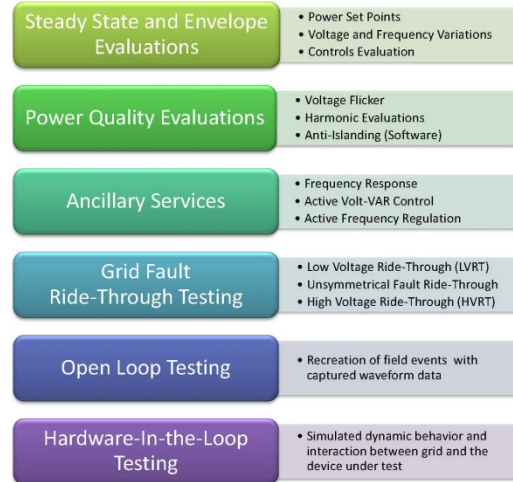 Steady State and Envelope
Evaluations
• Power Set Points
• Voltage and Frequency Variations
• Controls Evaluation
Power Quality Evaluations
• Voltage Flicker
• Harmonic Evaluations
• Anti-Islanding (Software)
Ancillary Services
• Frequency Response
• Active Volt-VAR Control
• Active Frequency Regulation
Grid Fault
Ride-Through Testing
• Low Voltage Ride-Through (LVRT)
• Unsymmetrical Fault Ride-Through
• High Voltage Ride-Through (HVRT)
Open Loop Testing
• Recreation of field events with
captured waveform data
Hardware-In-the-Loop
Testing
• Simulated dynamic behavior and
interaction between grid and the
device under test